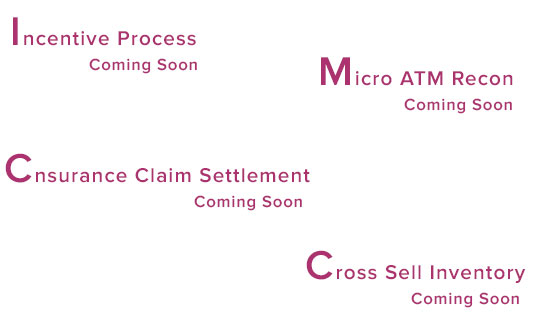 Incentive Process
Coming Soon
Micro ATM Recon
Coming Soon
Cnsurance Claim Settlement
Coming Soon
Cross Sell Inventory
Coming Soon